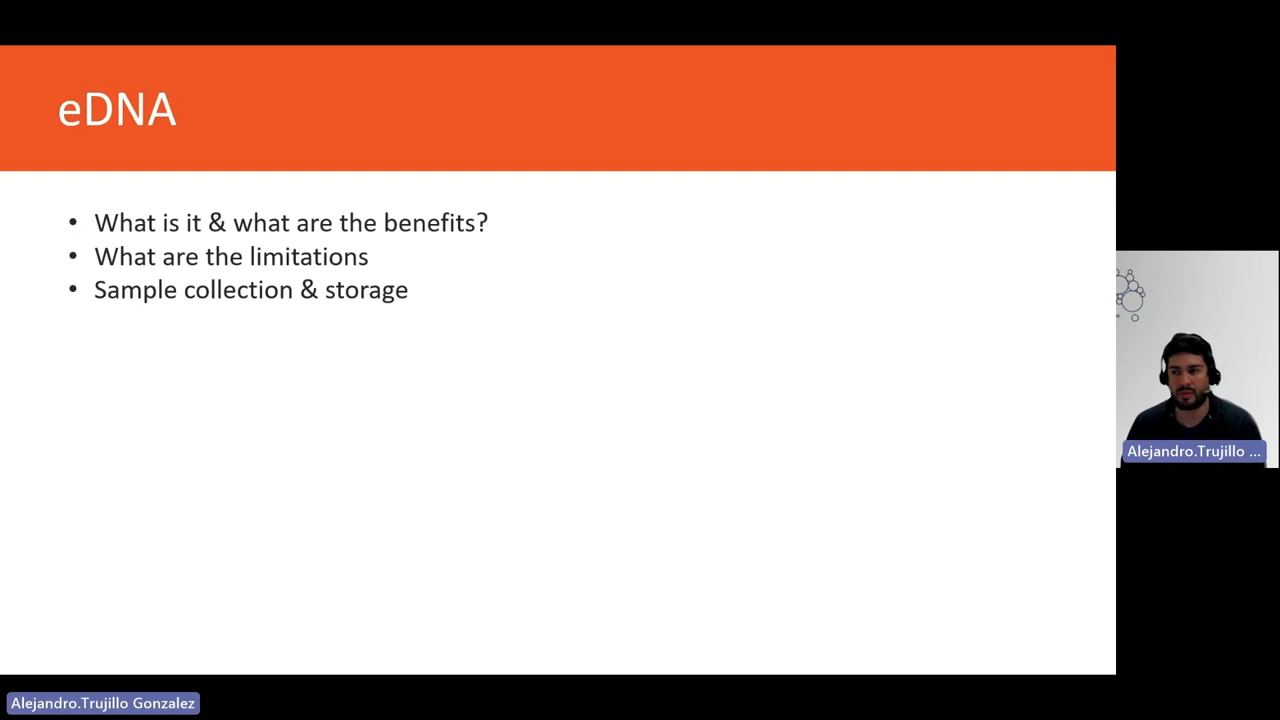 eDNA
• What is it & what are the benefits?
• What are the limitations
• Sample collection & storage
Alejandro.Trujillo ...
Alejandro.Trujillo Gonzalez